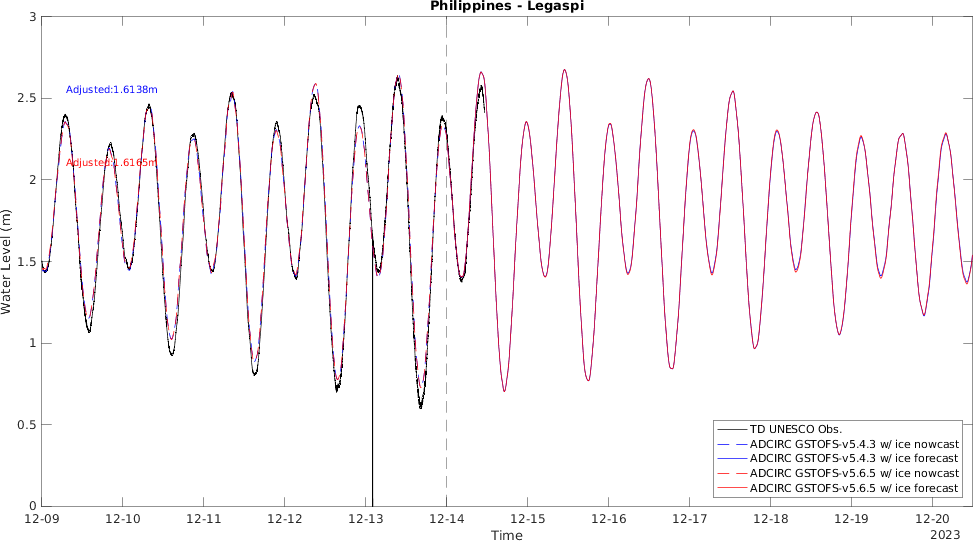 Philippines - Legaspi
3
2.5
2
1.5
1
0.5
0
Water Level (m)
Adjusted:1.6138m
Adjusted:1.6165m
TD UNESCO Obs.
ADCIRC GSTOFS-v5.4.3 w/ ice nowcast
ADCIRC GSTOFS-v5.4.3 w/ ice forecast
ADCIRC GSTOFS-v5.6.5 w/ ice nowcast
ADCIRC GSTOFS-v5.6.5 w/ ice forecast
12-09 12-10 12-11 12-12 12-13 12-14 12-15 12-16 12-17 12-18 12-19 12-20
Time 2023